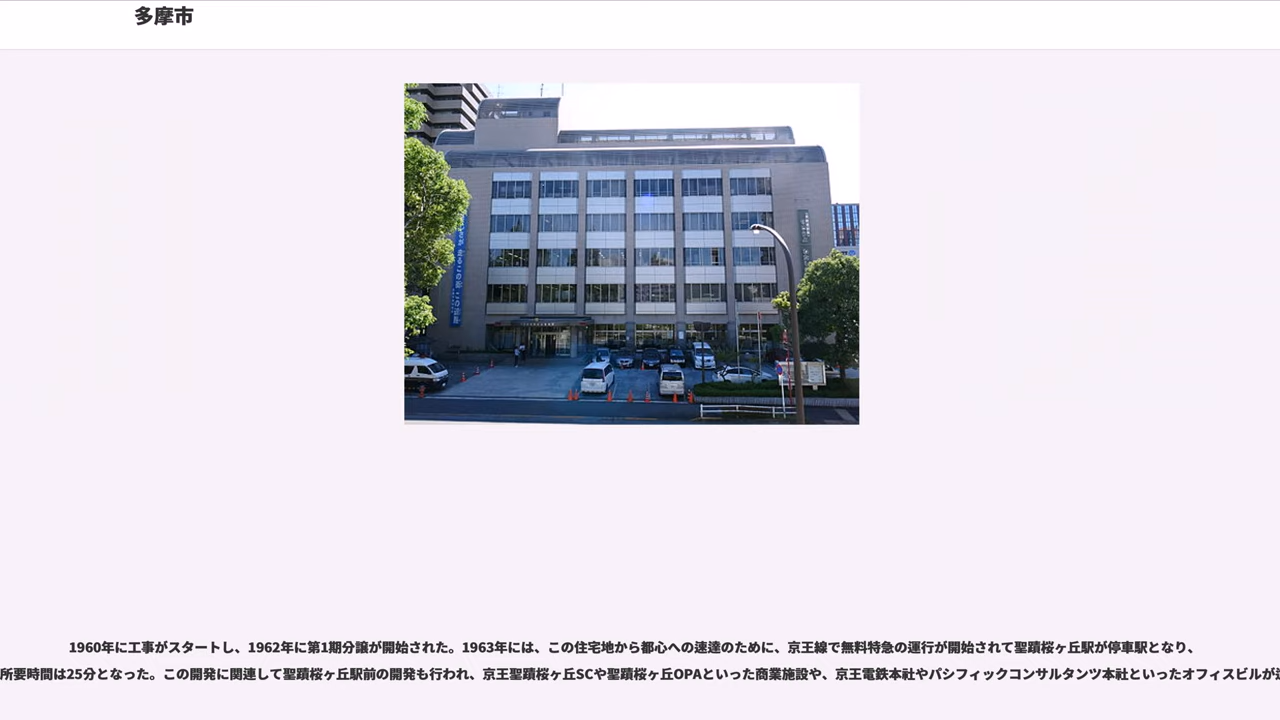 多摩市
1960年に工事がスタートし、1962年に第1期分譲が開始された。1963年には、この住宅地から都心への速達のために、京王線で無料特急の運行が開始されて聖蹟桜ヶ丘駅が停車駅となり、
所要時間は25分となった。この開発に関連して聖蹟桜ヶ丘駅前の開発も行われ、京王聖蹟桜ヶ丘SCや聖蹟桜ヶ丘OPAといった商業施設や、京王電鉄本社やパシフィックコンサルタンツ本社といったオフィスビルが